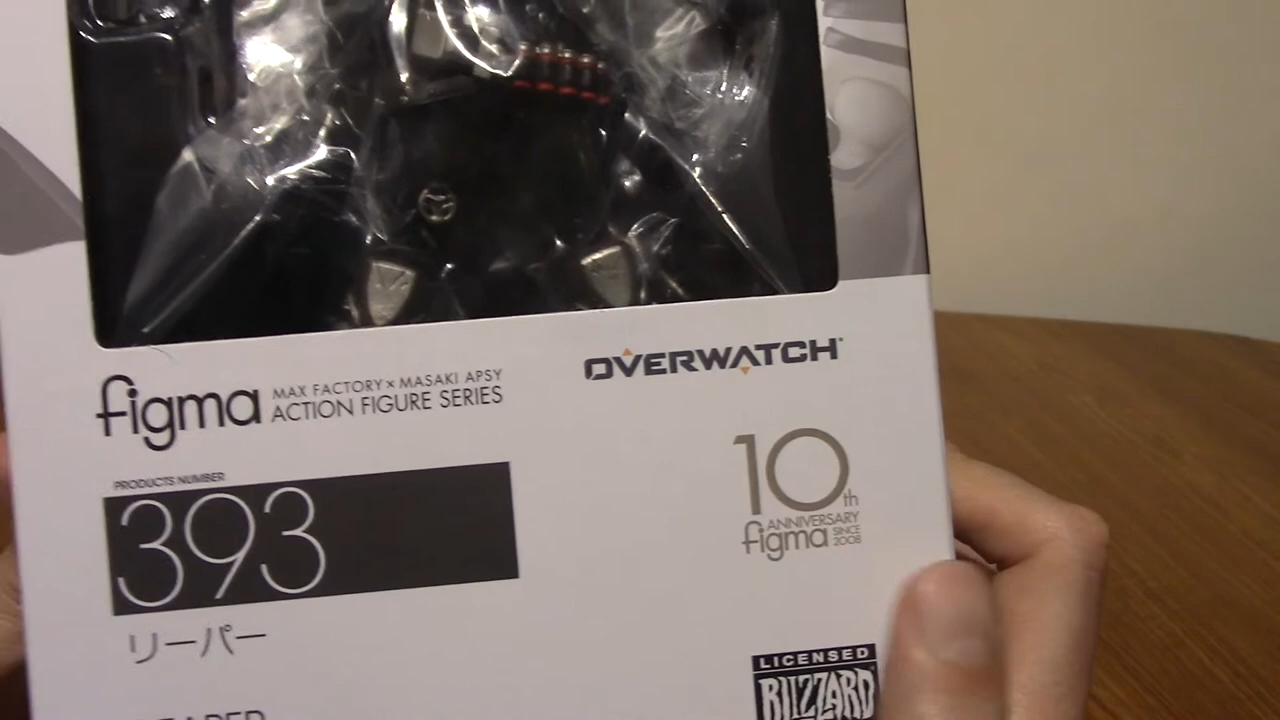 figma
MAX FACTORY × MASAKI APSY
ACTION FIGURE SERIES
OVERWATCH
PRODUCTS NUMBER
393
リーパー
10th
ANNIVERSARY
figma
SINCE
2008
LICENSED
BLIZZARD